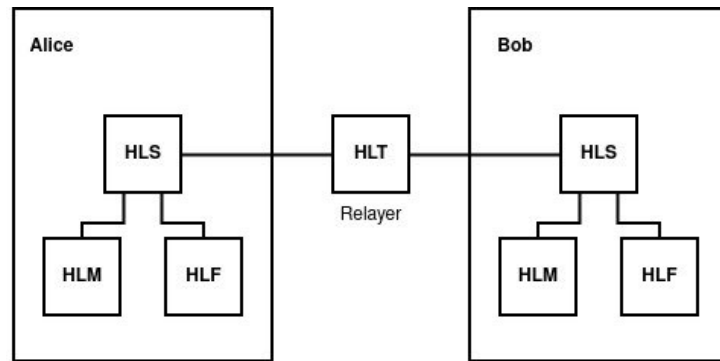 Alice
Bob
HLS
HLT
HLS
Relayer
HLM
HLF
HLM
HLF